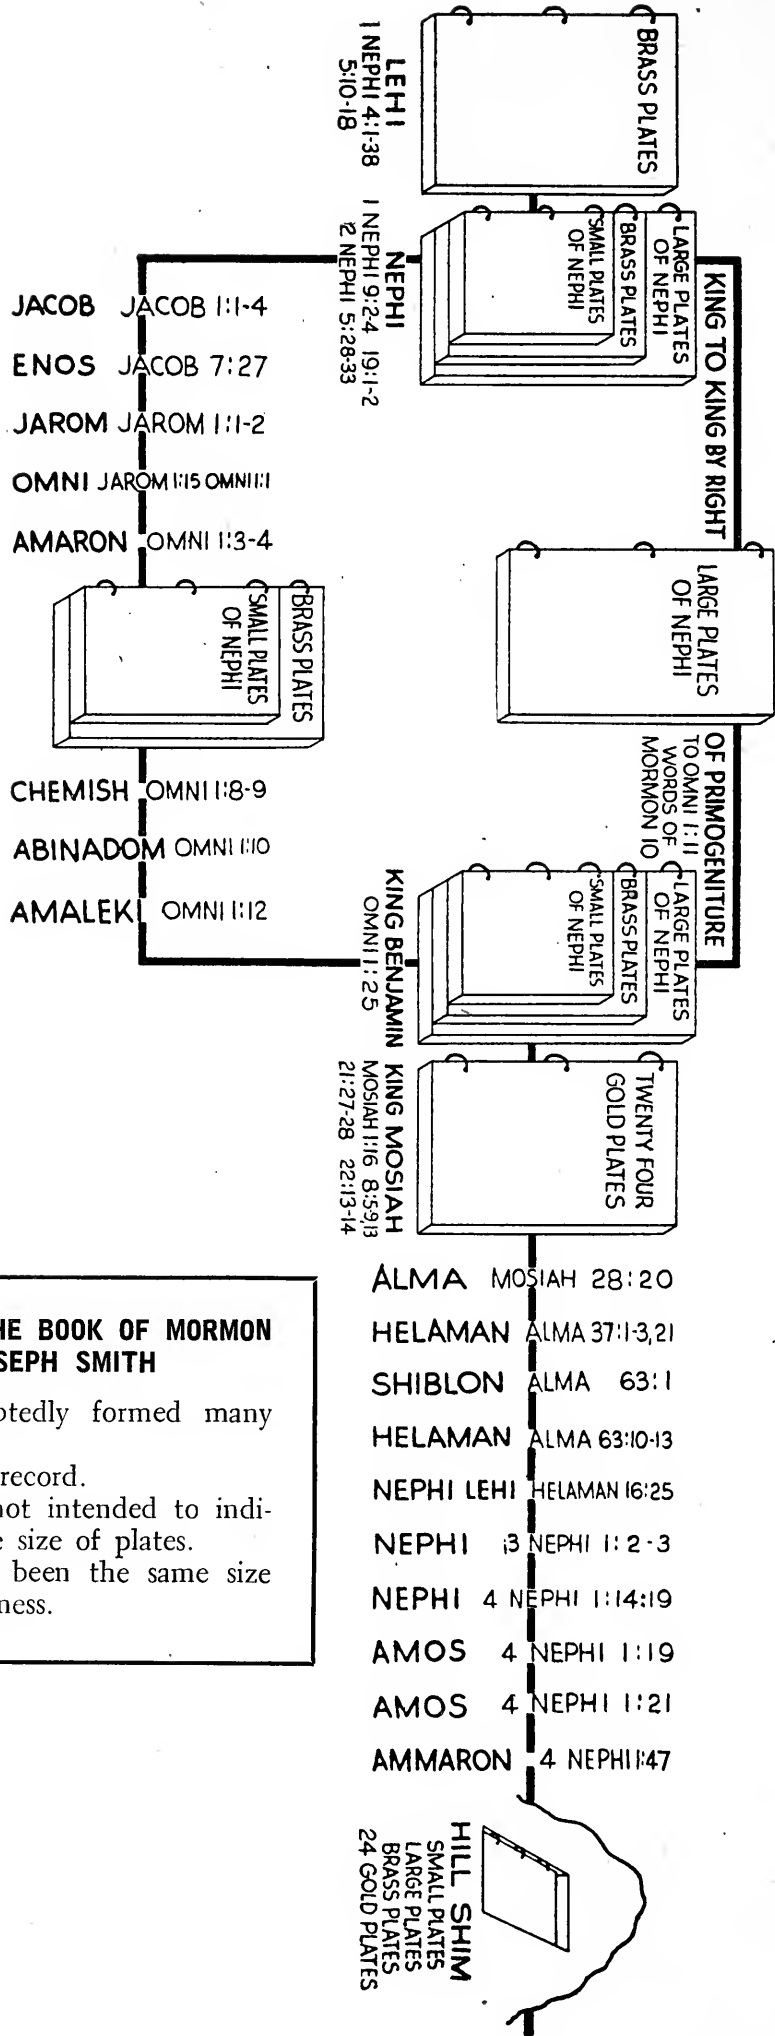 BRASS PLATES
LEHI
1 NEPHI 4:1-38
5:10-18
LARGE PLATES
OF NEPHI
BRASS PLATES
SMALL PLATES
OF NEPHI
NEPHI
1 NEPHI 9:2-4 19:1-2
2 NEPHI 5:28-33
KING TO KING BY RIGHT
JACOB JACOB 1:1-4
ENOS JACOB 7:27
JAROM JAROM 1:1-2
OMNI JAROM 1:15 OMNI 1:1
AMARON OMNI 1:3-4
LARGE PLATES
OF NEPHI
BRASS PLATES
SMALL PLATES
OF NEPHI
OF PRIMOGENITURE
TO OMNI 1:11
WORDS OF
MORMON 10
CHEMISH OMNI 1:8-9
ABINADOM OMNI 1:10
AMALEKI OMNI 1:12
LARGE PLATES
OF NEPHI
BRASS PLATES
SMALL PLATES
OF NEPHI
KING BENJAMIN
OMNI 1:25
TWENTY FOUR
GOLD PLATES
KING MOSIAH
MOSIAH 1:16 8:5-9,13
21:27-28 22:13-14
ALMA MOSIAH 28:20
HELAMAN ALMA 37:1-3,21
SHIBLON ALMA 63:1
HELAMAN ALMA 63:10-13
NEPHI LEHI HELAMAN 16:25
NEPHI 3 NEPHI 1:2-3
NEPHI 4 NEPHI 1:14:19
AMOS 4 NEPHI 1:19
AMOS 4 NEPHI 1:21
AMMARON 4 NEPHI 1:47
HILL SHIM
SMALL PLATES
LARGE PLATES
BRASS PLATES
24 GOLD PLATES
HE BOOK OF MORMON
SEPH SMITH
btedly formed many
record.
not intended to indi-
e size of plates.
been the same size
ness.